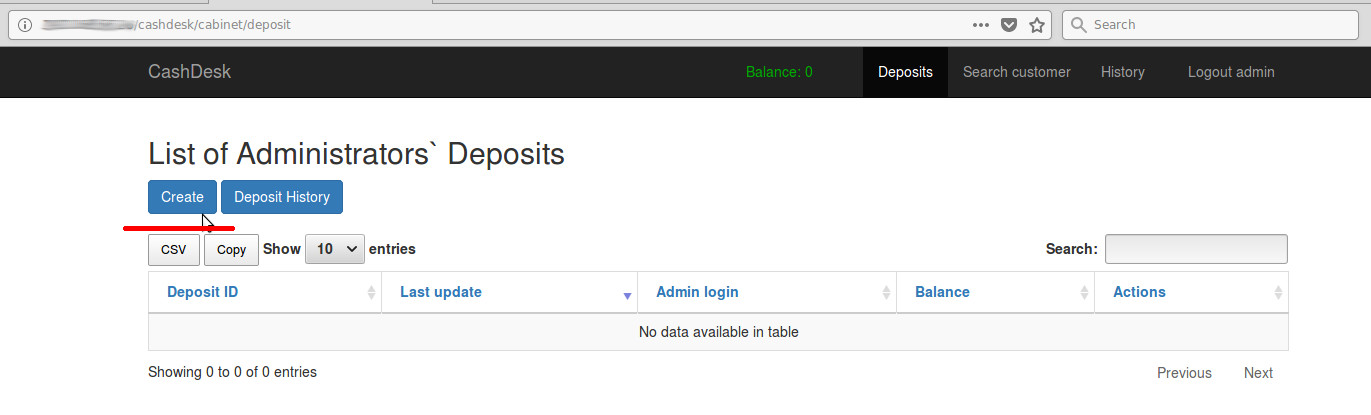 /cashdesk/cabinet/deposit
Search
CashDesk
Balance: 0
Deposits
Search customer
History
Logout admin
List of Administrators` Deposits
Create
Deposit History
CSV
Copy
Show 10 entries
Search:
Deposit ID
Last update
Admin login
Balance
Actions
No data available in table
Showing 0 to 0 of 0 entries
Previous
Next